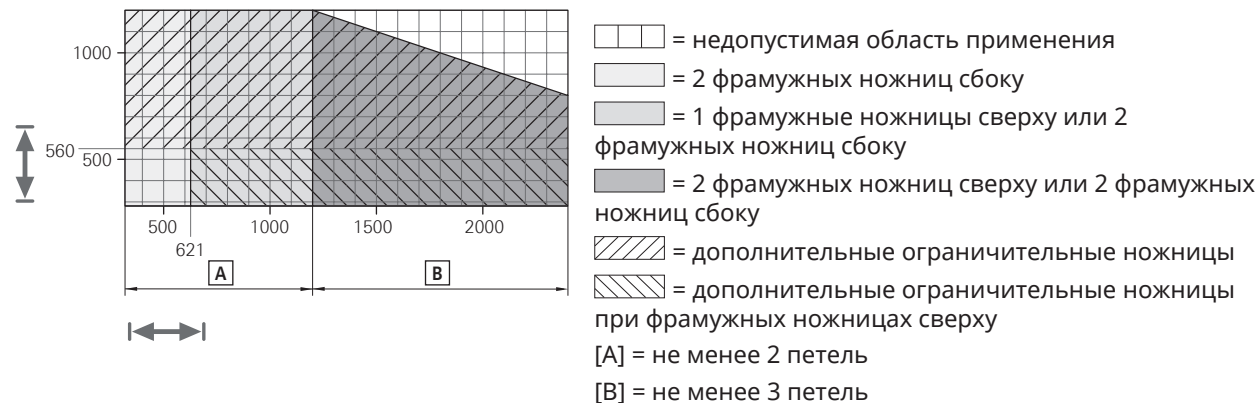 1000
560
500
500
1000
1500
2000
621
A
B
= недопустимая область применения
= 2 фрамужных ножниц сбоку
= 1 фрамужные ножницы сверху или 2
фрамужных ножниц сбоку
= 2 фрамужных ножниц сверху или 2 фрамужных
ножниц сбоку
= дополнительные ограничительные ножницы
= дополнительные ограничительные ножницы
при фрамужных ножницах сверху
[A] = не менее 2 петель
[B] = не менее 3 петель